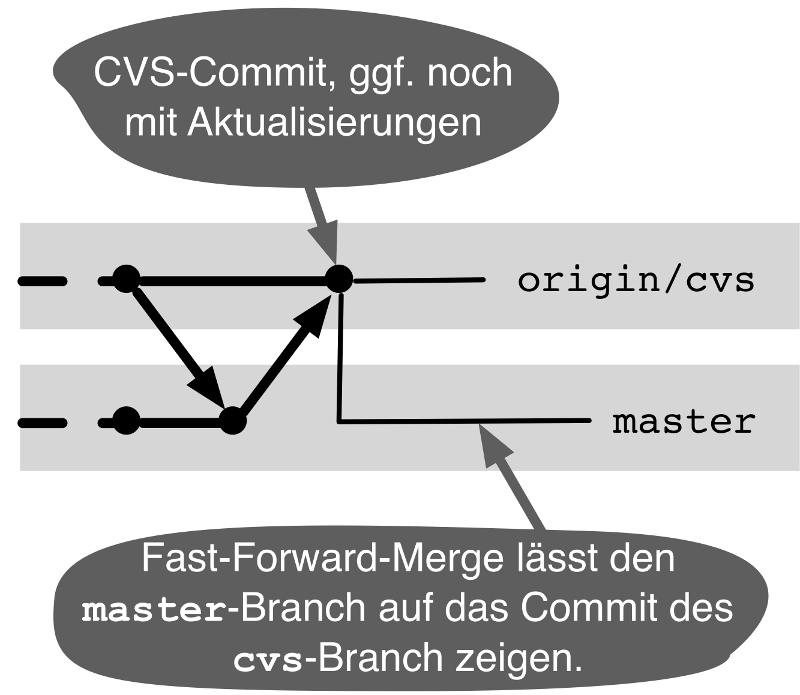 CVS-Commit, ggf. noch
mit Aktualisierungen
origin/cvs
master
Fast-Forward-Merge lässt den
master-Branch auf das Commit des
cvs-Branch zeigen.